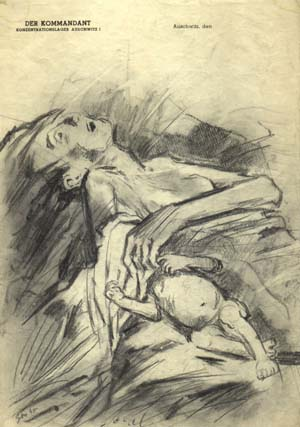 DER KOMMANDANT
KONZENTRATIONSLAGER AUSCHWITZ I
Auschwitz, den